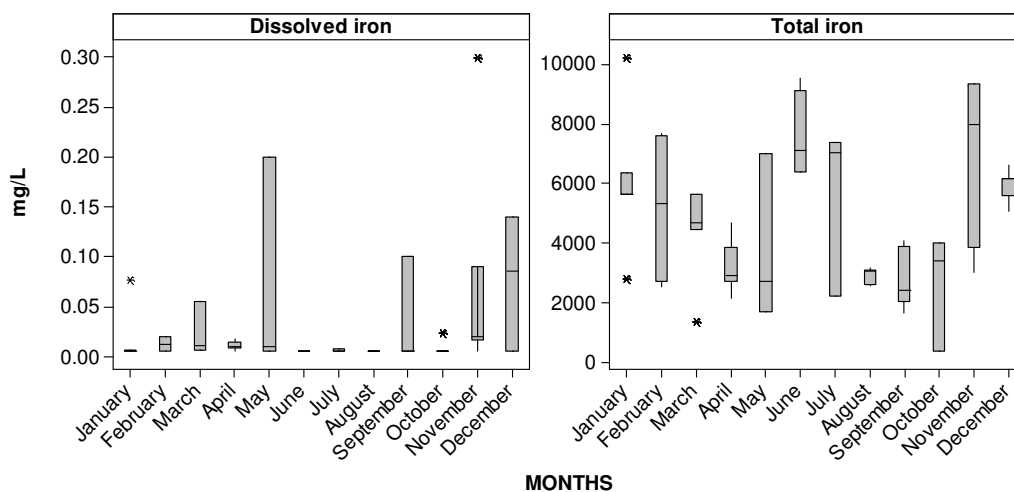 Dissolved iron
Total iron
mg/L
0.30
0.25
0.20
0.15
0.10
0.05
0.00
10000
8000
6000
4000
2000
0
January
February
March
April
May
June
July
August
September
October
November
December
January
February
March
April
May
June
July
August
September
October
November
December
MONTHS